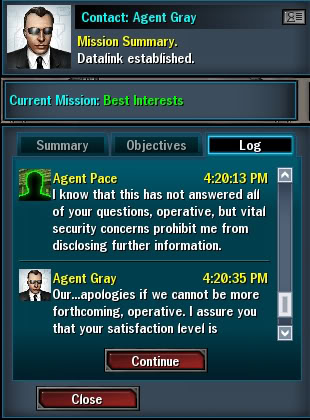 Contact: Agent Gray
Mission Summary.
Datalink established.
Current Mission: Best Interests
Summary
Objectives
Log
Agent Pace 4:20:13 PM
I know that this has not answered all
of your questions, operative, but vital
security concerns prohibit me from
disclosing further information.
Agent Gray 4:20:35 PM
Our...apologies if we cannot be more
forthcoming, operative. I assure you
that your satisfaction level is
Continue
Close